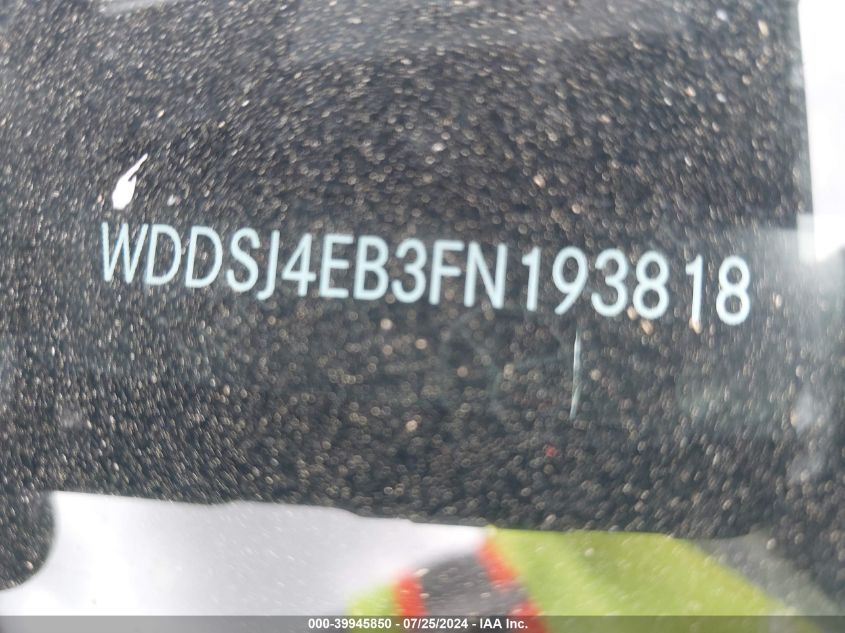 WDDSJ4EB3FN193818
000-39945850 / 07/25/2024 - IAA Inc.